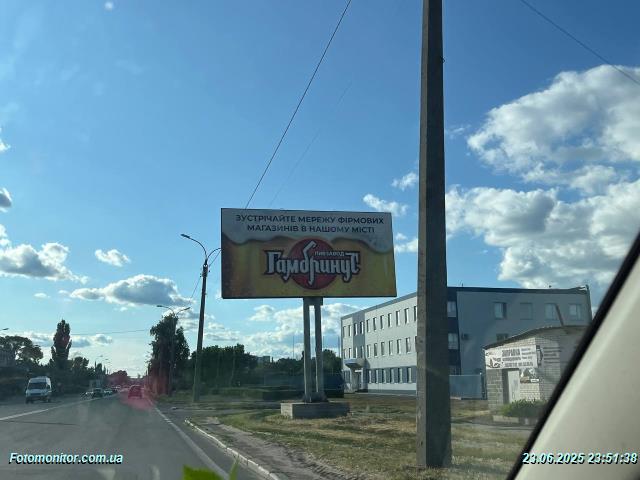 ЗУСТРІЧАЙТЕ МЕРЕЖУ ФІРМОВИХ
МАГАЗИНІВ В НАШОМУ МІСТІ
ПИВЗАВОД
Гамбринус
Fotomonitor.com.ua
23.06.2025 23:51:38